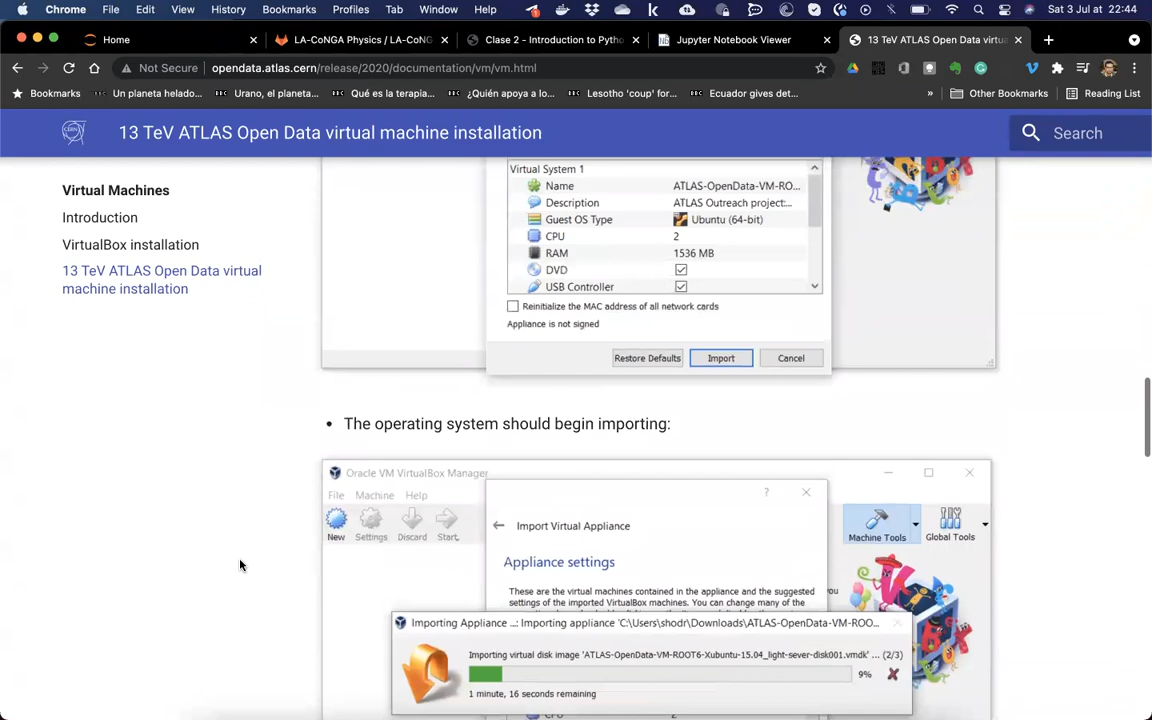 Chrome File Edit View History Bookmarks Profiles Tab Window Help Sat 3 Jul at 22:44
Home LA-CoNGA Physics / LA-CoNG Clase 2 - Introduction to Pytho Jupyter Notebook Viewer 13 TeV ATLAS Open Data virtua
Not Secure opendata.atlas.cern/release/2020/documentation/vm/vm.html
Bookmarks Un planeta helado... Urano, el planeta... Qué es la terapia... ¿Quién apoya a lo... Lesotho 'coup' for... Ecuador gives det... » Other Bookmarks Reading List
13 TeV ATLAS Open Data virtual machine installation Search
Virtual Machines
Introduction
VirtualBox installation
13 TeV ATLAS Open Data virtual
machine installation
Virtual System 1
Name ATLAS-OpenData-VM-RO...
Description ATLAS Outreach project:...
Guest OS Type Ubuntu (64-bit)
CPU 2
RAM 1536 MB
DVD
USB Controller
Reinitialize the MAC address of all network cards
Appliance is not signed
Restore Defaults Import Cancel
• The operating system should begin importing:
Oracle VM VirtualBox Manager
File Machine Help
New Settings Discard Start
Import Virtual Appliance
Machine Tools Global Tools
Appliance settings
These are the virtual machines contained in the appliance and the suggested
settings of the imported VirtualBox machines. You can change many of the
you
Importing Appliance ...: Importing appliance 'C:\Users\shodr\Downloads\ATLAS-OpenData-VM-ROO...
Importing virtual disk image 'ATLAS-OpenData-VM-ROOT6-Xubuntu-15.04_light-sever-disk001.vmdk' ... (2/3)
9%
1 minute, 16 seconds remaining
CPU 2